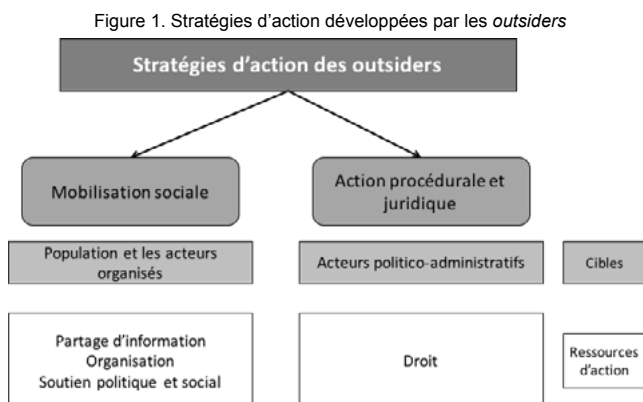 Figure 1. Stratégies d'action développées par les outsiders
Stratégies d'action des outsiders
Mobilisation sociale
Action procédurale et
juridique
Population et les acteurs
organisés
Acteurs politico-administratifs
Cibles
Partage d'information
Organisation
Soutien politique et social
Droit
Ressources
d'action